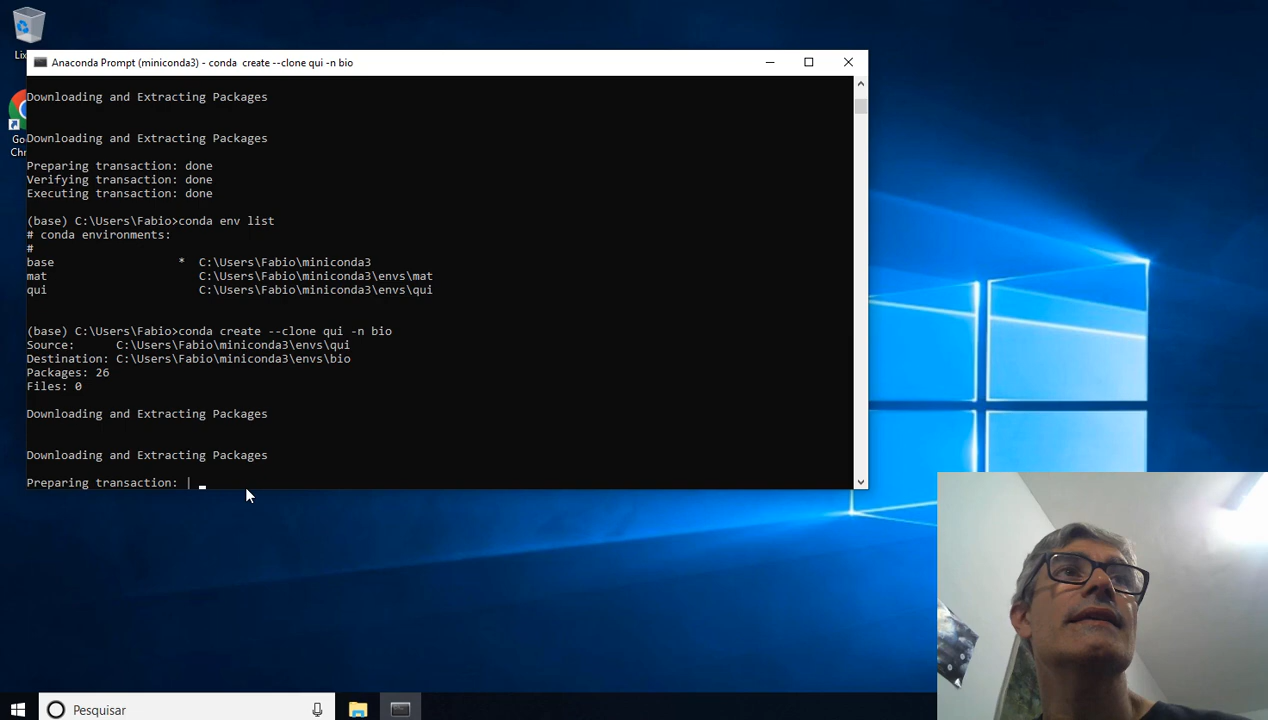 Lix
Go
Chr
Anaconda Prompt (miniconda3) - conda  create --clone qui -n bio
Downloading and Extracting Packages
Downloading and Extracting Packages
Preparing transaction: done
Verifying transaction: done
Executing transaction: done
(base) C:\Users\Fabio>conda env list
# conda environments:
#
base                  *  C:\Users\Fabio\miniconda3
mat                      C:\Users\Fabio\miniconda3\envs\mat
qui                      C:\Users\Fabio\miniconda3\envs\qui
(base) C:\Users\Fabio>conda create --clone qui -n bio
Source:      C:\Users\Fabio\miniconda3\envs\qui
Destination: C:\Users\Fabio\miniconda3\envs\bio
Packages: 26
Files: 0
Downloading and Extracting Packages
Downloading and Extracting Packages
Preparing transaction: |
Pesquisar